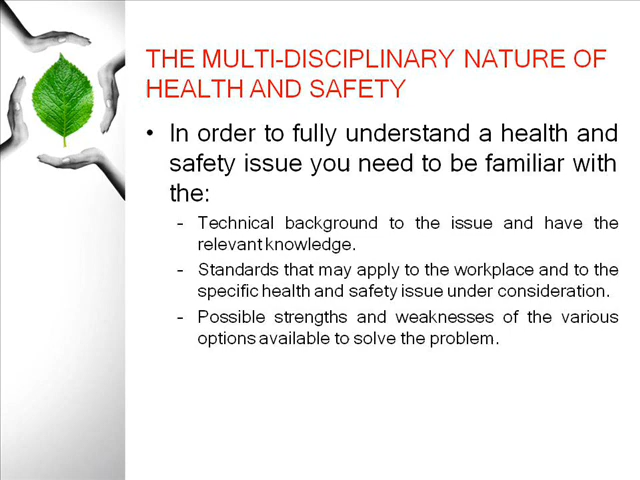 THE MULTI-DISCIPLINARY NATURE OF
HEALTH AND SAFETY
• In order to fully understand a health and
safety issue you need to be familiar with
the:
- Technical background to the issue and have the
relevant knowledge.
- Standards that may apply to the workplace and to the
specific health and safety issue under consideration.
- Possible strengths and weaknesses of the various
options available to solve the problem.